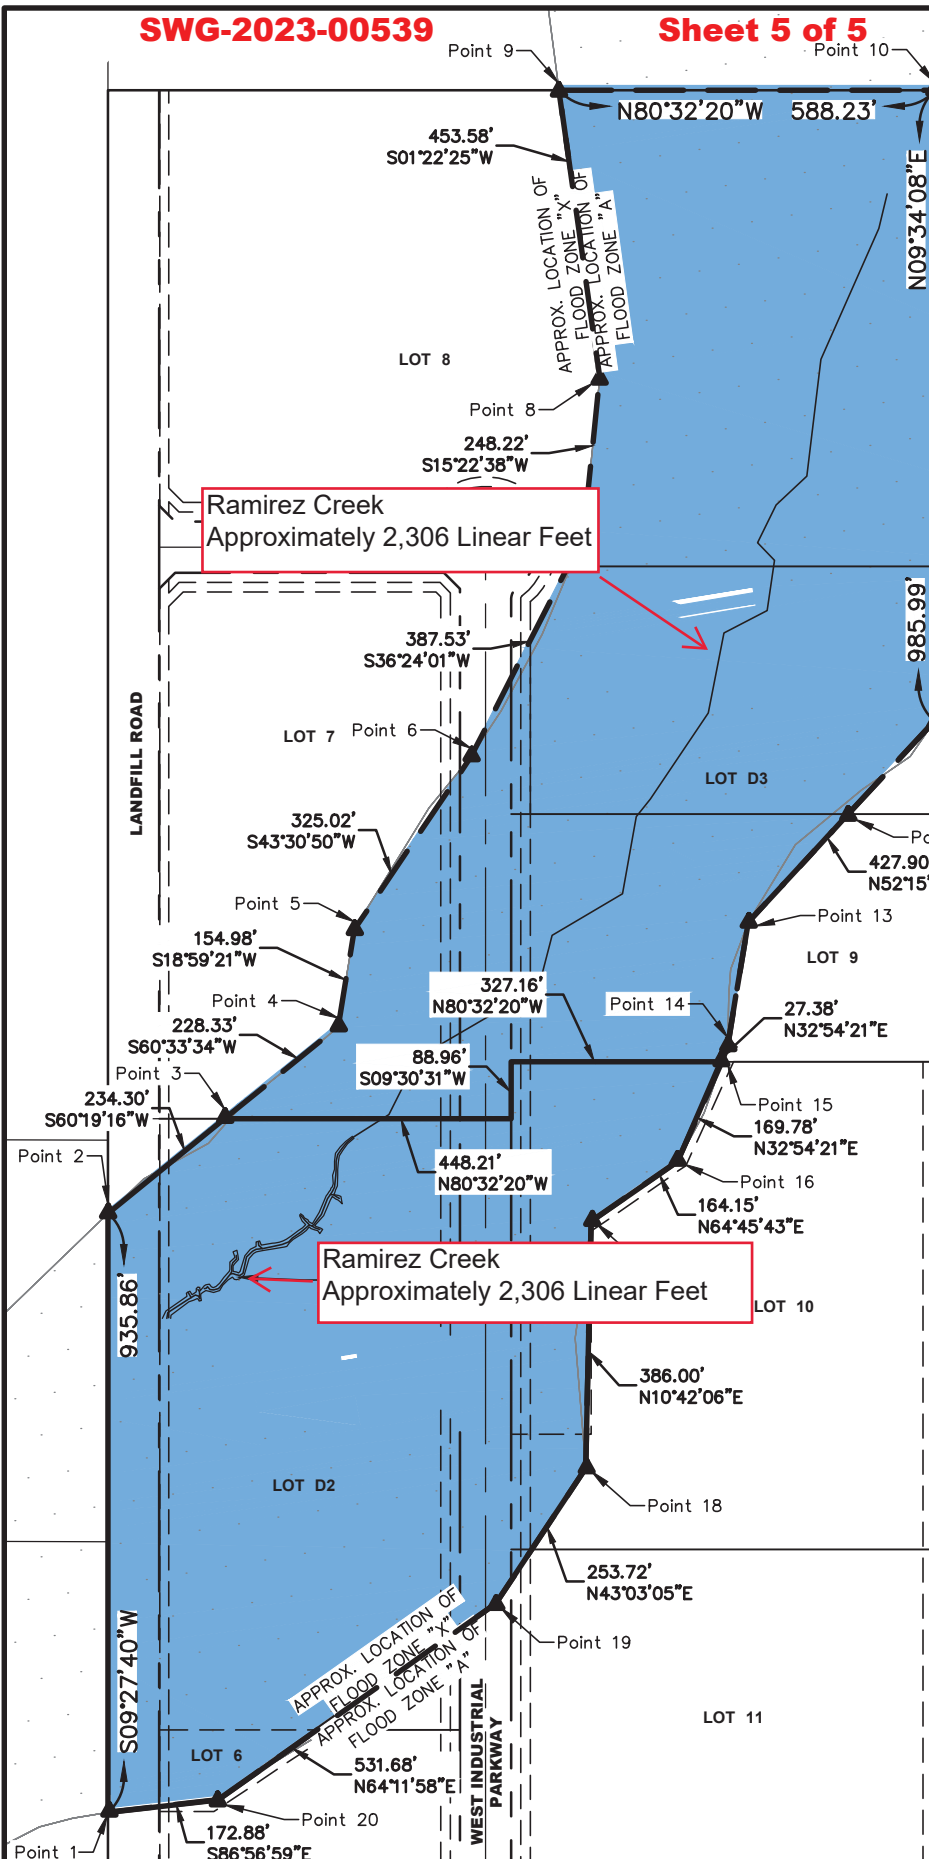 SWG-2023-00539
Sheet 5 of 5
Point 9
Point 10
N80°32'20"W 588.23'
453.58'
S01°22'25"W
N09°34'08"E
APPROX. LOCATION OF
FLOOD ZONE "X"
APPROX. LOCATION OF
FLOOD ZONE "A"
LOT 8
Point 8
248.22'
S15°22'38"W
Ramirez Creek
Approximately 2,306 Linear Feet
985.99'
387.53'
S36°24'01"W
LANDFILL ROAD
LOT 7
Point 6
LOT D3
325.02'
S43°30'50"W
427.90
N52°15'
Point 5
Point 13
154.98'
S18°59'21"W
LOT 9
327.16'
N80°32'20"W
Point 4
Point 14
27.38'
N32°54'21"E
228.33'
S60°33'34"W
88.96'
S09°30'31"W
Point 3
234.30'
S60°19'16"W
Point 15
169.78'
N32°54'21"E
Point 2
448.21'
N80°32'20"W
Point 16
164.15'
N64°45'43"E
935.86'
Ramirez Creek
Approximately 2,306 Linear Feet
LOT 10
386.00'
N10°42'06"E
LOT D2
Point 18
253.72'
N43°03'05"E
S09°27'40"W
APPROX. LOCATION OF
FLOOD ZONE "X"
APPROX. LOCATION OF
FLOOD ZONE "A"
Point 19
LOT 11
WEST INDUSTRIAL
PARKWAY
LOT 6
531.68'
N64°11'58"E
Point 20
Point 1
172.88'
S86°56'59"E